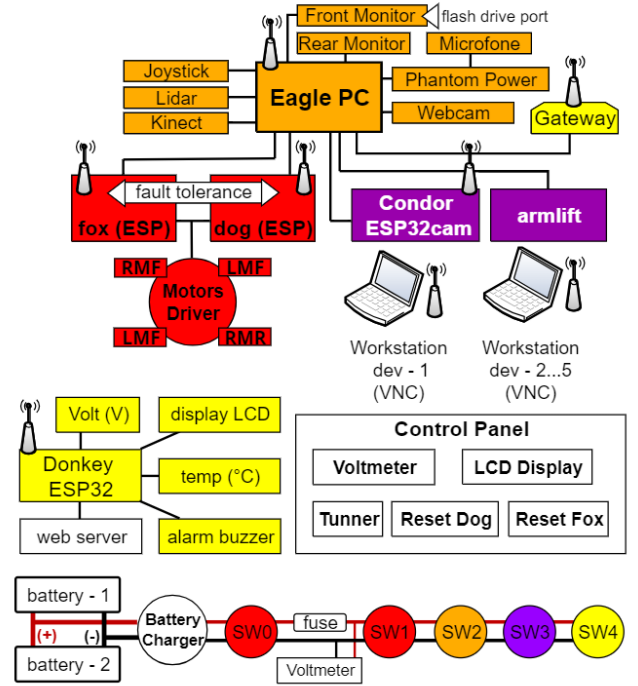 Front Monitor
flash drive port
Rear Monitor
Microfone
Joystick
Eagle PC
Phantom Power
Lidar
Webcam
Kinect
Gateway
fault tolerance
fox (ESP)
dog (ESP)
Condor
ESP32cam
armlift
RMF
LMF
Motors
Driver
LMF
RMR
Workstation
dev - 1
(VNC)
Workstation
dev - 2...5
(VNC)
Volt (V)
display LCD
Donkey
ESP32
temp (°C)
web server
alarm buzzer
Control Panel
Voltmeter
LCD Display
Tunner
Reset Dog
Reset Fox
battery - 1
(+)
(-)
battery - 2
Battery
Charger
SW0
fuse
Voltmeter
SW1
SW2
SW3
SW4